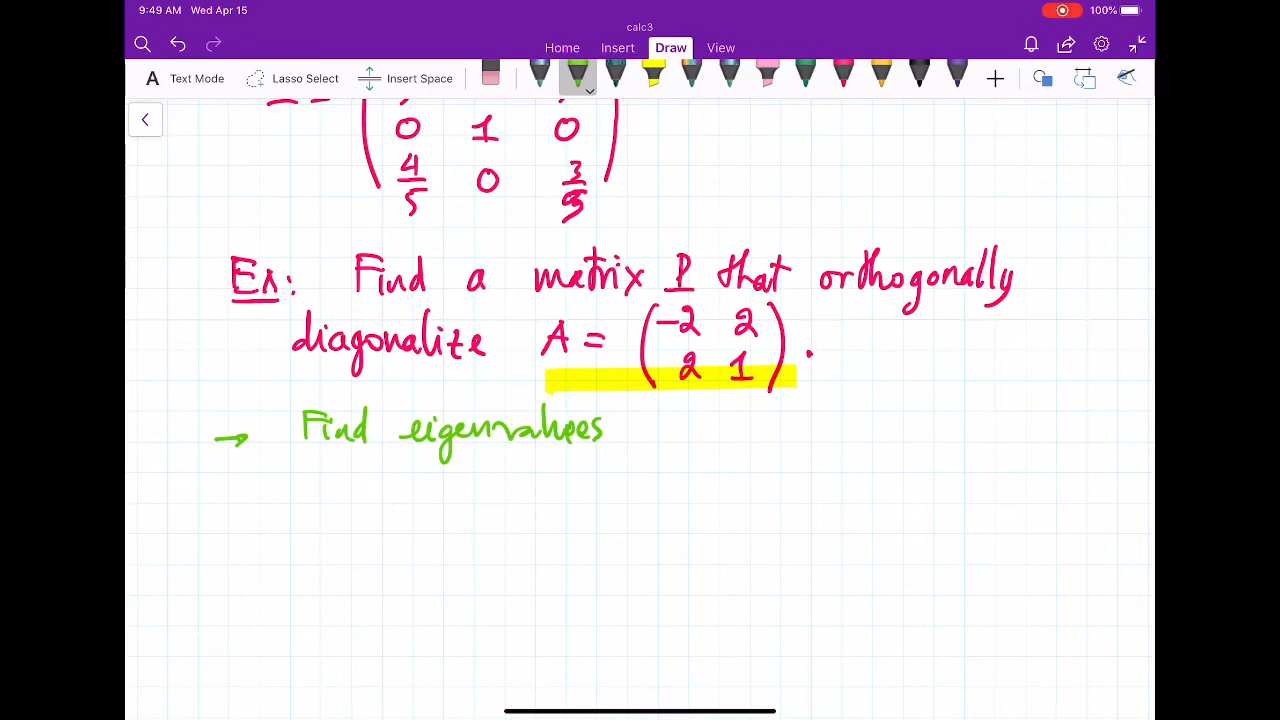 9:49 AM Wed Apr 15
100%
calc3
Home Insert Draw View
A Text Mode Lasso Select Insert Space
0 1 0
4/5 0 3/5
Ex: Find a matrix P that orthogonally
diagonalize A = (-2 2
2 1).
→ Find eigenvalues